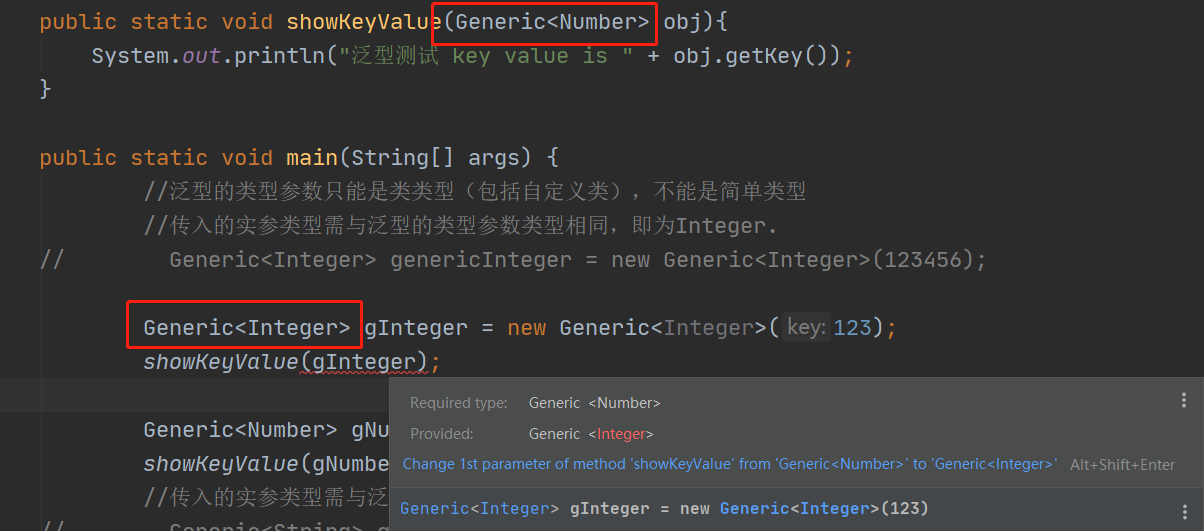 public static void showKeyValue(Generic<Number> obj){
System.out.println("泛型测试 key value is " + obj.getKey());
}
public static void main(String[] args) {
//泛型的类型参数只能是类类型（包括自定义类），不能是简单类型
//传入的实参类型需与泛型的类型参数类型相同，即为Integer.
// Generic<Integer> genericInteger = new Generic<Integer>(123456);
Generic<Integer> gInteger = new Generic<Integer>( key: 123);
showKeyValue(gInteger);
Required type: Generic <Number>
Provided: Generic <Integer>
Change 1st parameter of method 'showKeyValue' from 'Generic<Number>' to 'Generic<Integer>' Alt+Shift+Enter
Generic<Integer> gInteger = new Generic<Integer>(123)
Generic<Number> gNu
showKeyValue(gNumbe
//传入的实参类型需与泛
// Generic<String> g